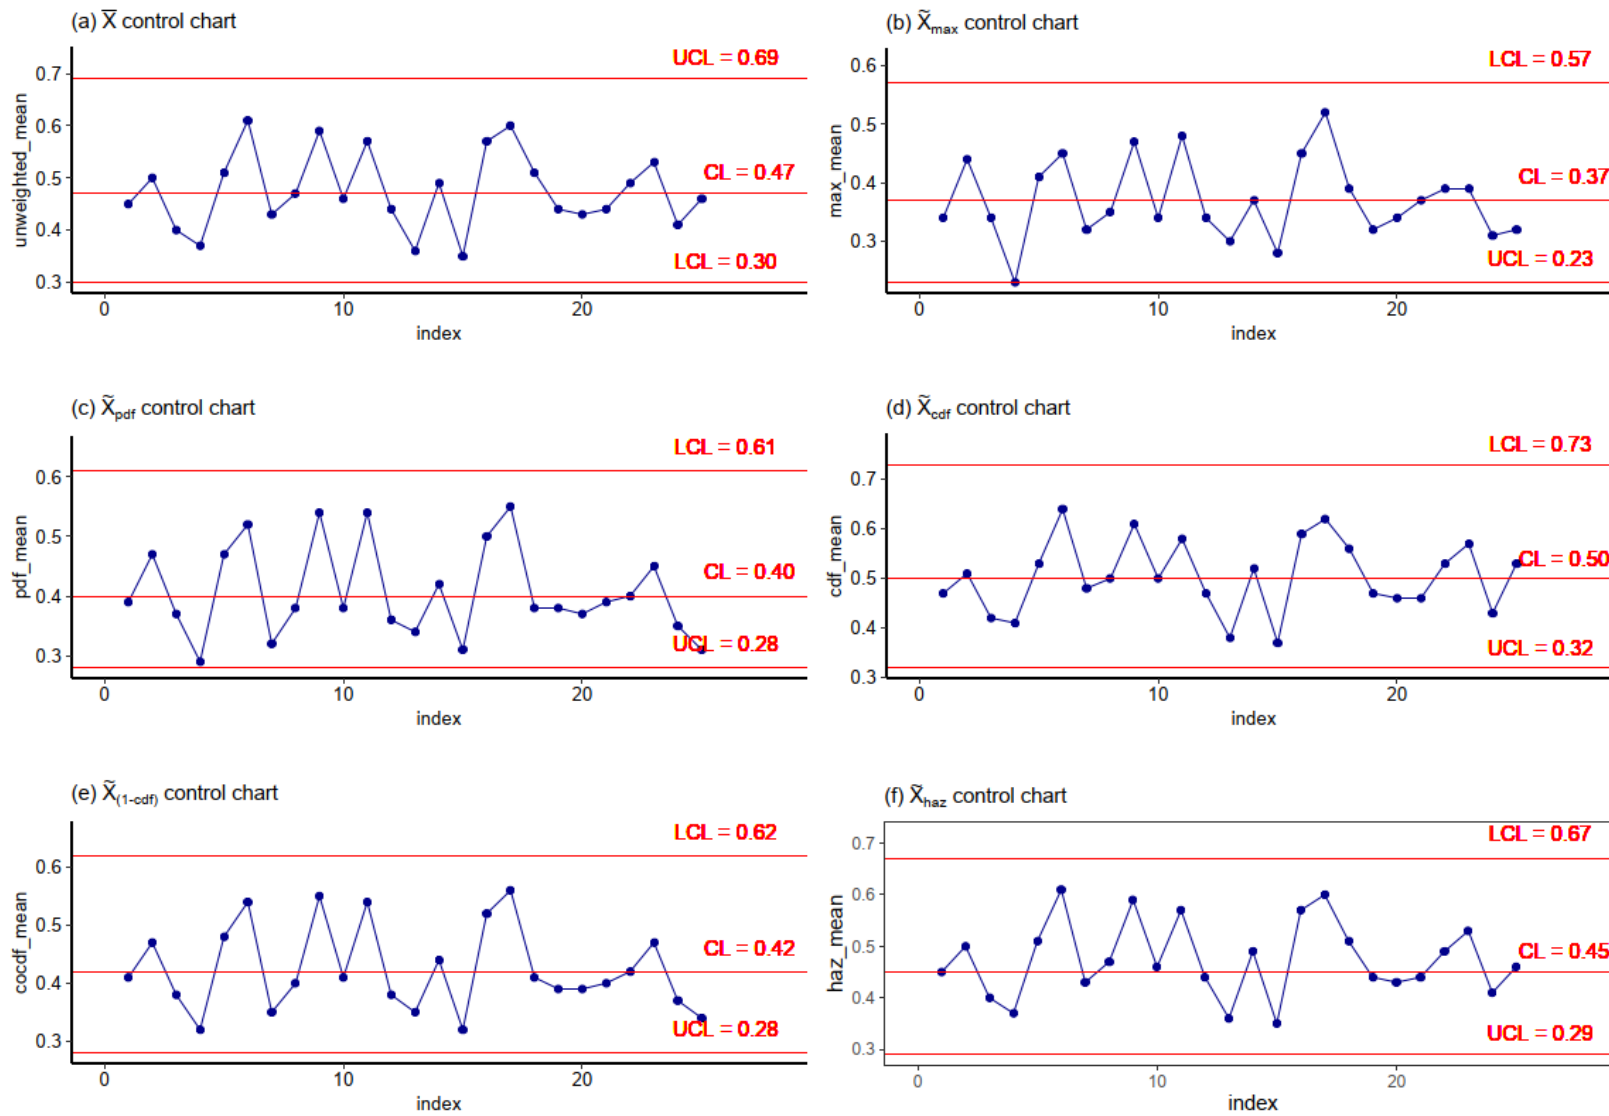 (a) X̅ control chart
UCL = 0.69
0.7
0.6
CL = 0.47
0.5
0.4
LCL = 0.30
0.3
unweighted_mean
0 10 20
index
(b) X̃max control chart
LCL = 0.57
0.6
0.5
CL = 0.37
0.4
0.3
UCL = 0.23
max_mean
0 10 20
index
(c) X̃pdf control chart
LCL = 0.61
0.6
0.5
CL = 0.40
0.4
UCL = 0.28
0.3
pdf_mean
0 10 20
index
(d) X̃cdf control chart
LCL = 0.73
0.7
0.6
CL = 0.50
0.5
0.4
UCL = 0.32
0.3
cdf_mean
0 10 20
index
(e) X̃(1-cdf) control chart
LCL = 0.62
0.6
0.5
CL = 0.42
0.4
UCL = 0.28
0.3
cocdf_mean
0 10 20
index
(f) X̃haz control chart
LCL = 0.67
0.7
0.6
CL = 0.45
0.5
0.4
UCL = 0.29
0.3
haz_mean
0 10 20
index